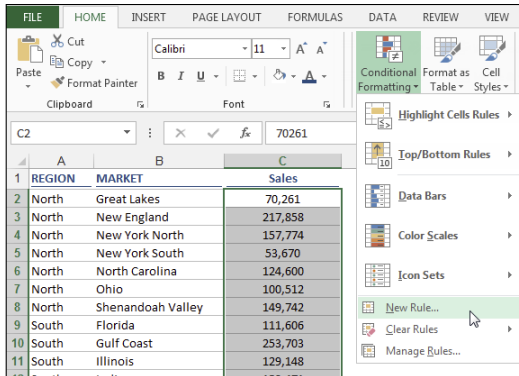 FILE HOME INSERT PAGE LAYOUT FORMULAS DATA REVIEW VIEW
Paste
Cut
Copy
Format Painter
Clipboard
Calibri 11 A A
B I U A
Font
Conditional Formatting
Format as Table
Cell Styles
C2 fx 70261
A B C
1 REGION MARKET Sales
2 North Great Lakes 70,261
3 North New England 217,858
4 North New York North 157,774
5 North New York South 53,670
6 North North Carolina 124,600
7 North Ohio 100,512
8 North Shenandoah Valley 149,742
9 South Florida 111,606
10 South Gulf Coast 253,703
11 South Illinois 129,148
Highlight Cells Rules
10
Top/Bottom Rules
Data Bars
Color Scales
Icon Sets
New Rule...
Clear Rules
Manage Rules...